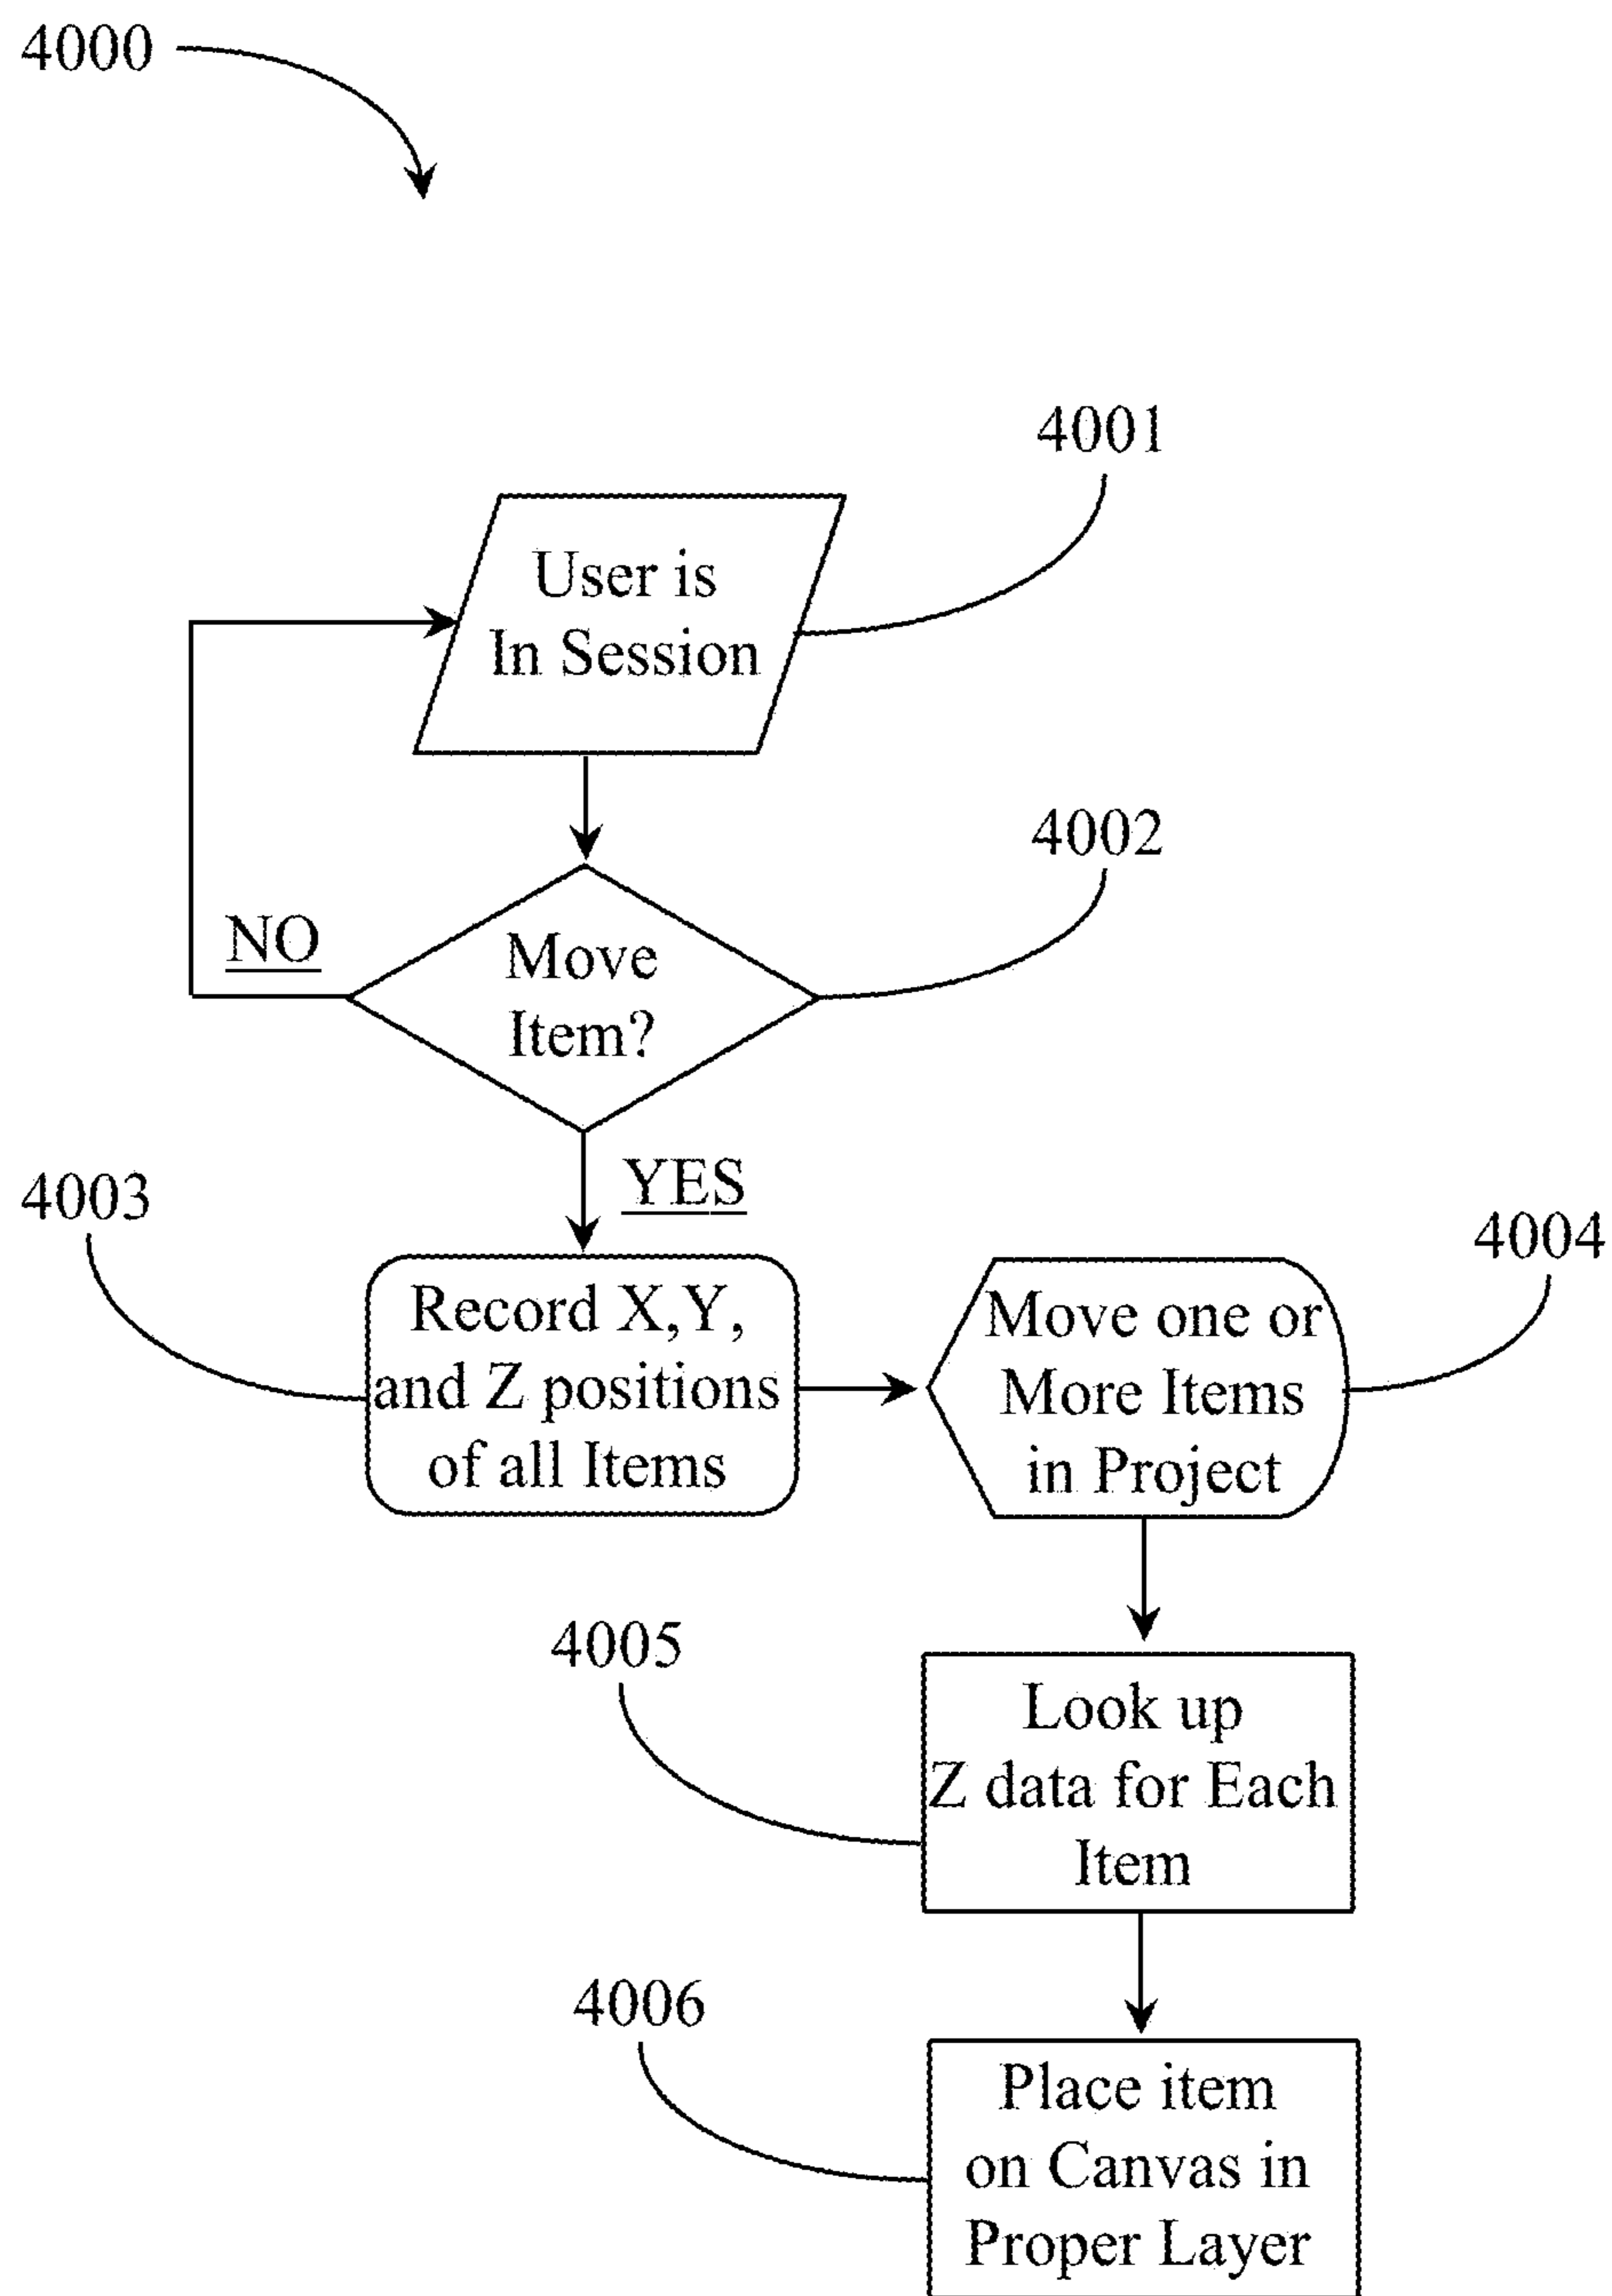 4000
4001
User is
In Session
4002
NO
Move
Item?
YES
4003
4004
Record X,Y,
and Z positions
of all Items
Move one or
More Items
in Project
4005
Look up
Z data for Each
Item
4006
Place item
on Canvas in
Proper Layer